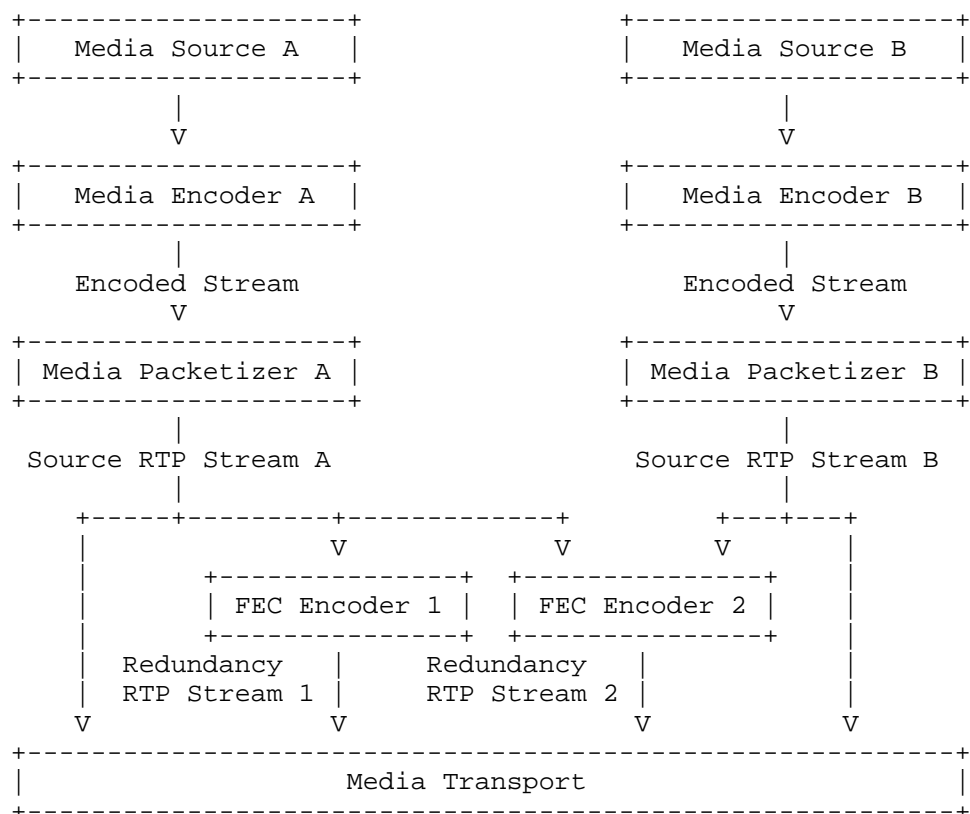 Media Source A Media Source B
V V
Media Encoder A Media Encoder B
Encoded Stream Encoded Stream
V V
Media Packetizer A Media Packetizer B
Source RTP Stream A Source RTP Stream B
V V V
FEC Encoder 1 FEC Encoder 2
Redundancy Redundancy
RTP Stream 1 RTP Stream 2
V V V V
Media Transport